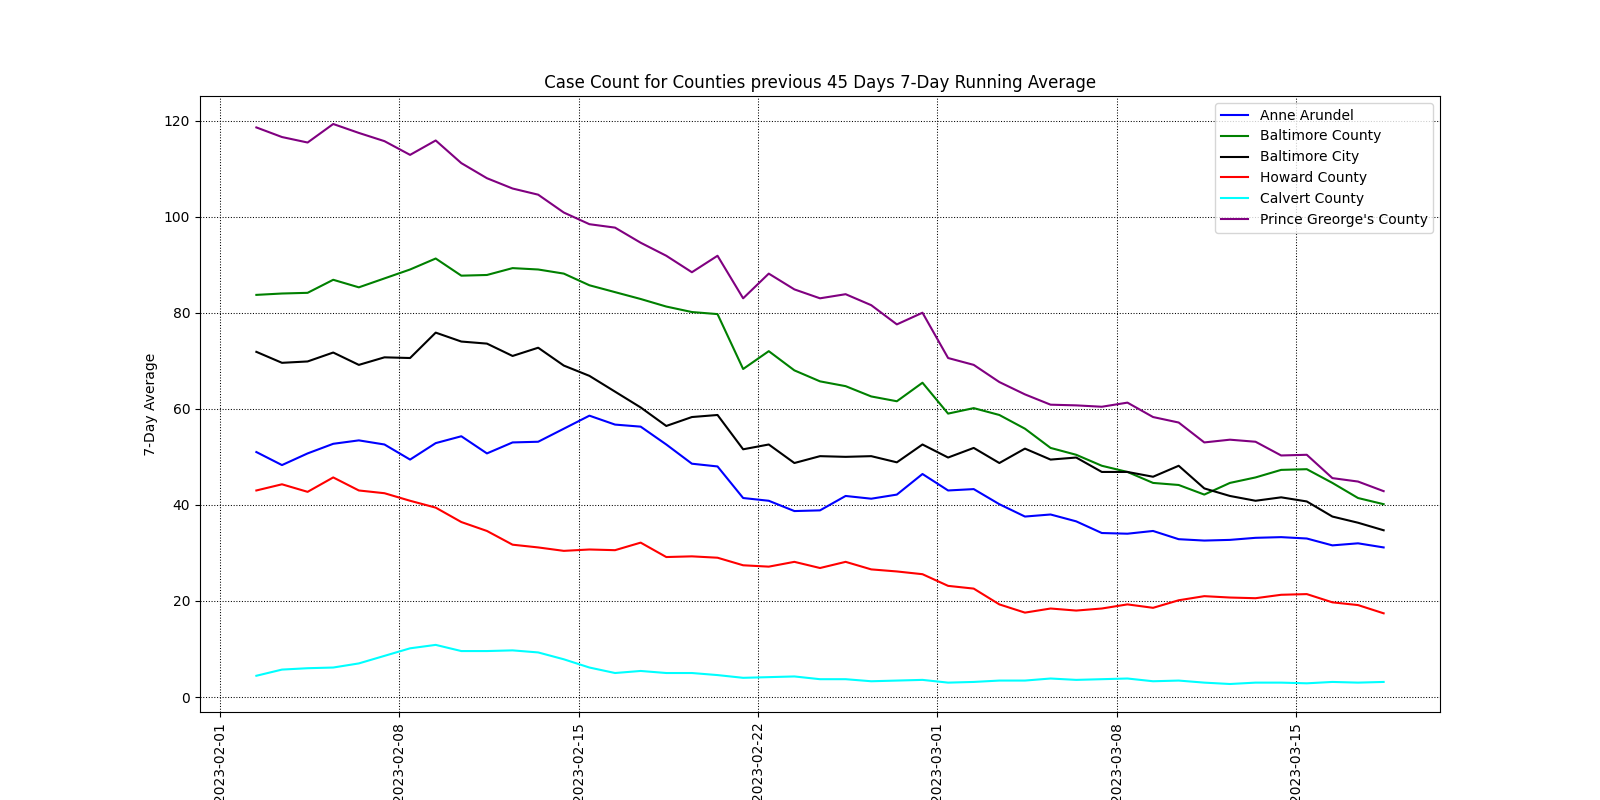 Case Count for Counties previous 45 Days 7-Day Running Average
Anne Arundel
Baltimore County
Baltimore City
Howard County
Calvert County
Prince Greorge's County
7-Day Average
120
100
80
60
40
20
0
2023-02-01
2023-02-08
2023-02-15
2023-02-22
2023-03-01
2023-03-08
2023-03-15